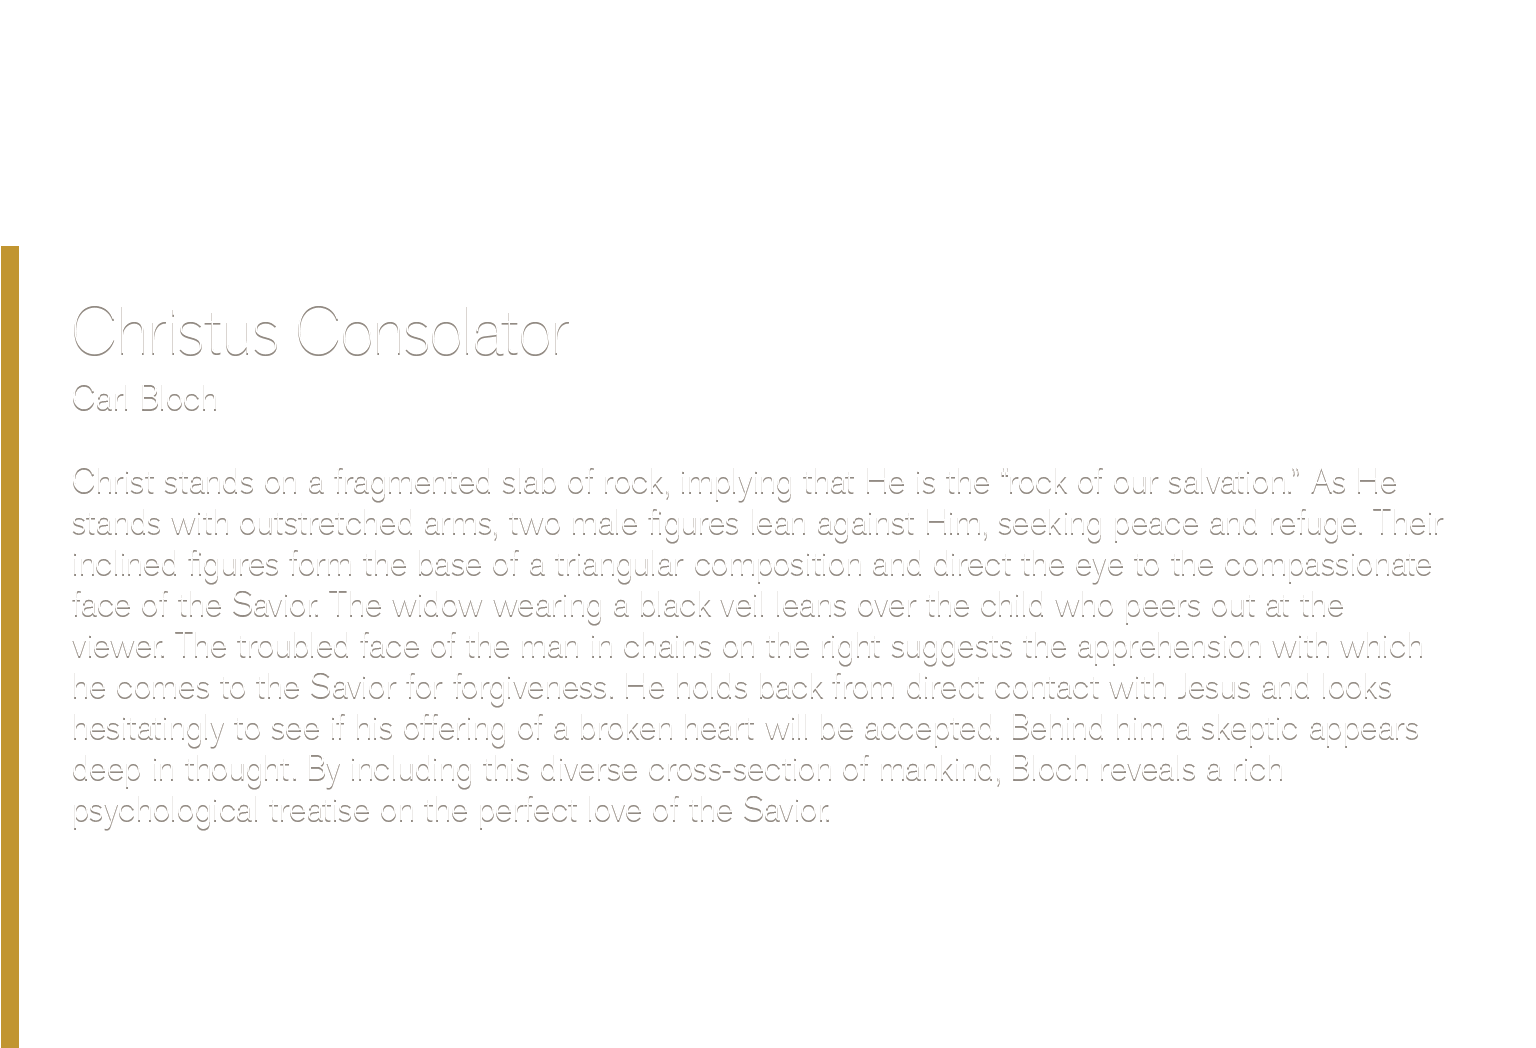 Christus Consolator
Carl Bloch
Christ stands on a fragmented slab of rock, implying that He is the “rock of our salvation.” As He
stands with outstretched arms, two male figures lean against Him, seeking peace and refuge. Their
inclined figures form the base of a triangular composition and direct the eye to the compassionate
face of the Savior. The widow wearing a black veil leans over the child who peers out at the
viewer. The troubled face of the man in chains on the right suggests the apprehension with which
he comes to the Savior for forgiveness. He holds back from direct contact with Jesus and looks
hesitatingly to see if his offering of a broken heart will be accepted. Behind him a skeptic appears
deep in thought. By including this diverse cross-section of mankind, Bloch reveals a rich
psychological treatise on the perfect love of the Savior.